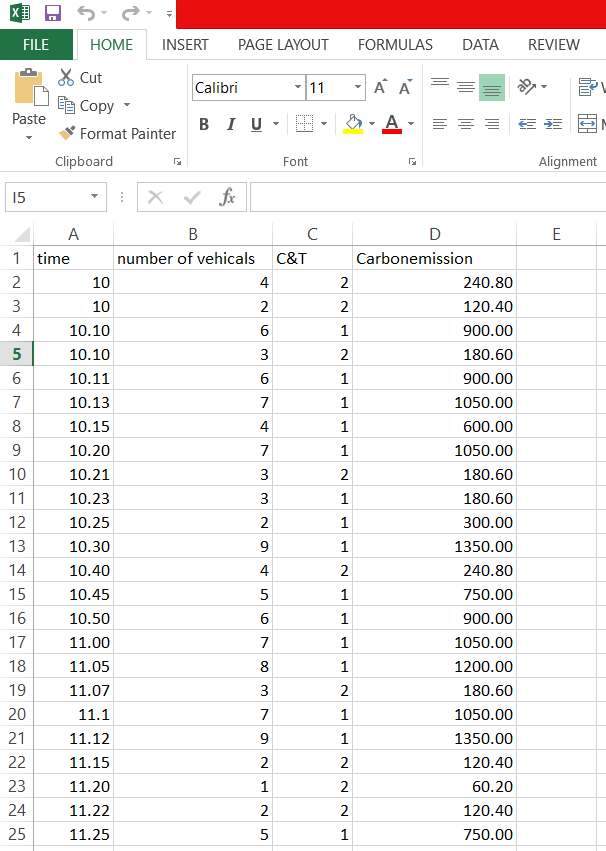 FILE HOME INSERT PAGE LAYOUT FORMULAS DATA REVIEW
Cut
Copy
Format Painter
Paste
Clipboard
Calibri 11 A A
B I U A
Font
Alignment
I5 fx
A B C D E
1 time number of vehicals C&T Carbonemission
2 10 4 2 240.80
3 10 2 2 120.40
4 10.10 6 1 900.00
5 10.10 3 2 180.60
6 10.11 6 1 900.00
7 10.13 7 1 1050.00
8 10.15 4 1 600.00
9 10.20 7 1 1050.00
10 10.21 3 2 180.60
11 10.23 3 1 180.60
12 10.25 2 1 300.00
13 10.30 9 1 1350.00
14 10.40 4 2 240.80
15 10.45 5 1 750.00
16 10.50 6 1 900.00
17 11.00 7 1 1050.00
18 11.05 8 1 1200.00
19 11.07 3 2 180.60
20 11.1 7 1 1050.00
21 11.12 9 1 1350.00
22 11.15 2 2 120.40
23 11.20 1 2 60.20
24 11.22 2 2 120.40
25 11.25 5 1 750.00